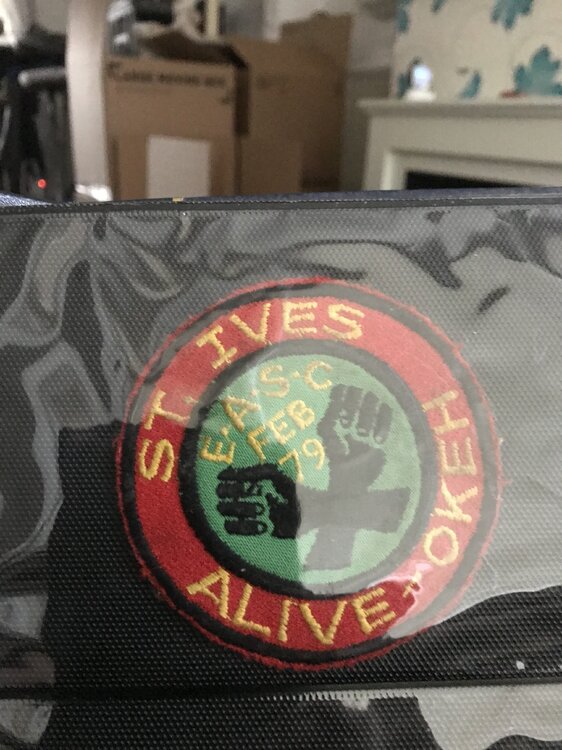 ST. IVES
E·A·S·C
FEB
79
ALIVE-OKEH